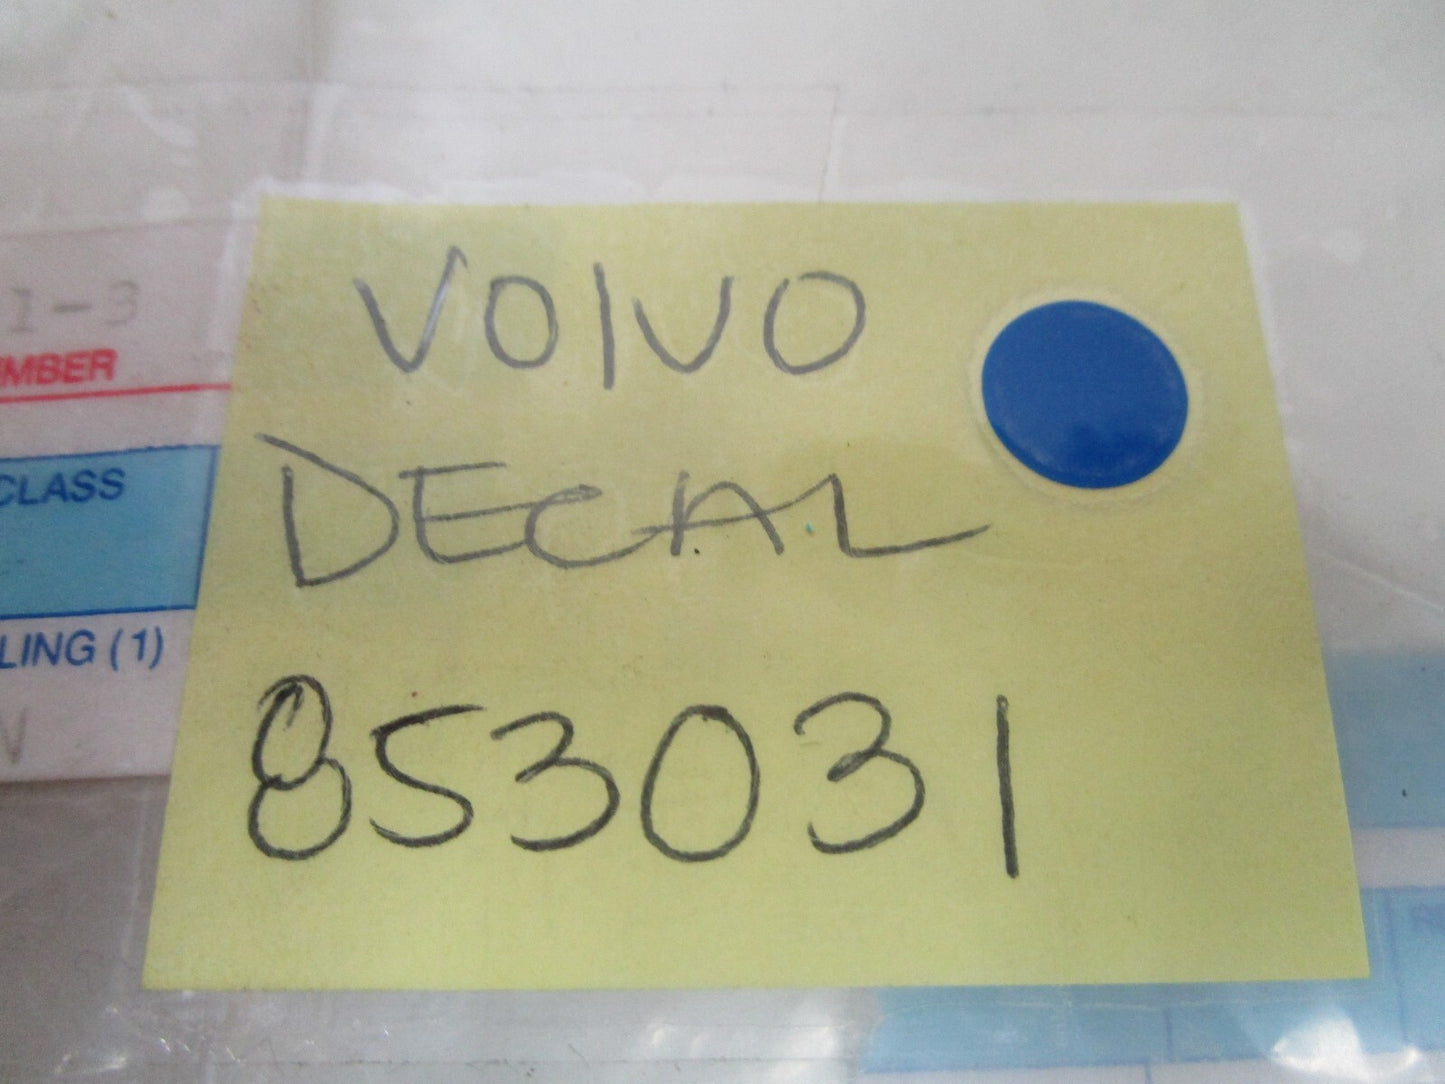 VOlVO
DECAL
853031
1-3
MBER
CLASS
LING (1)
N